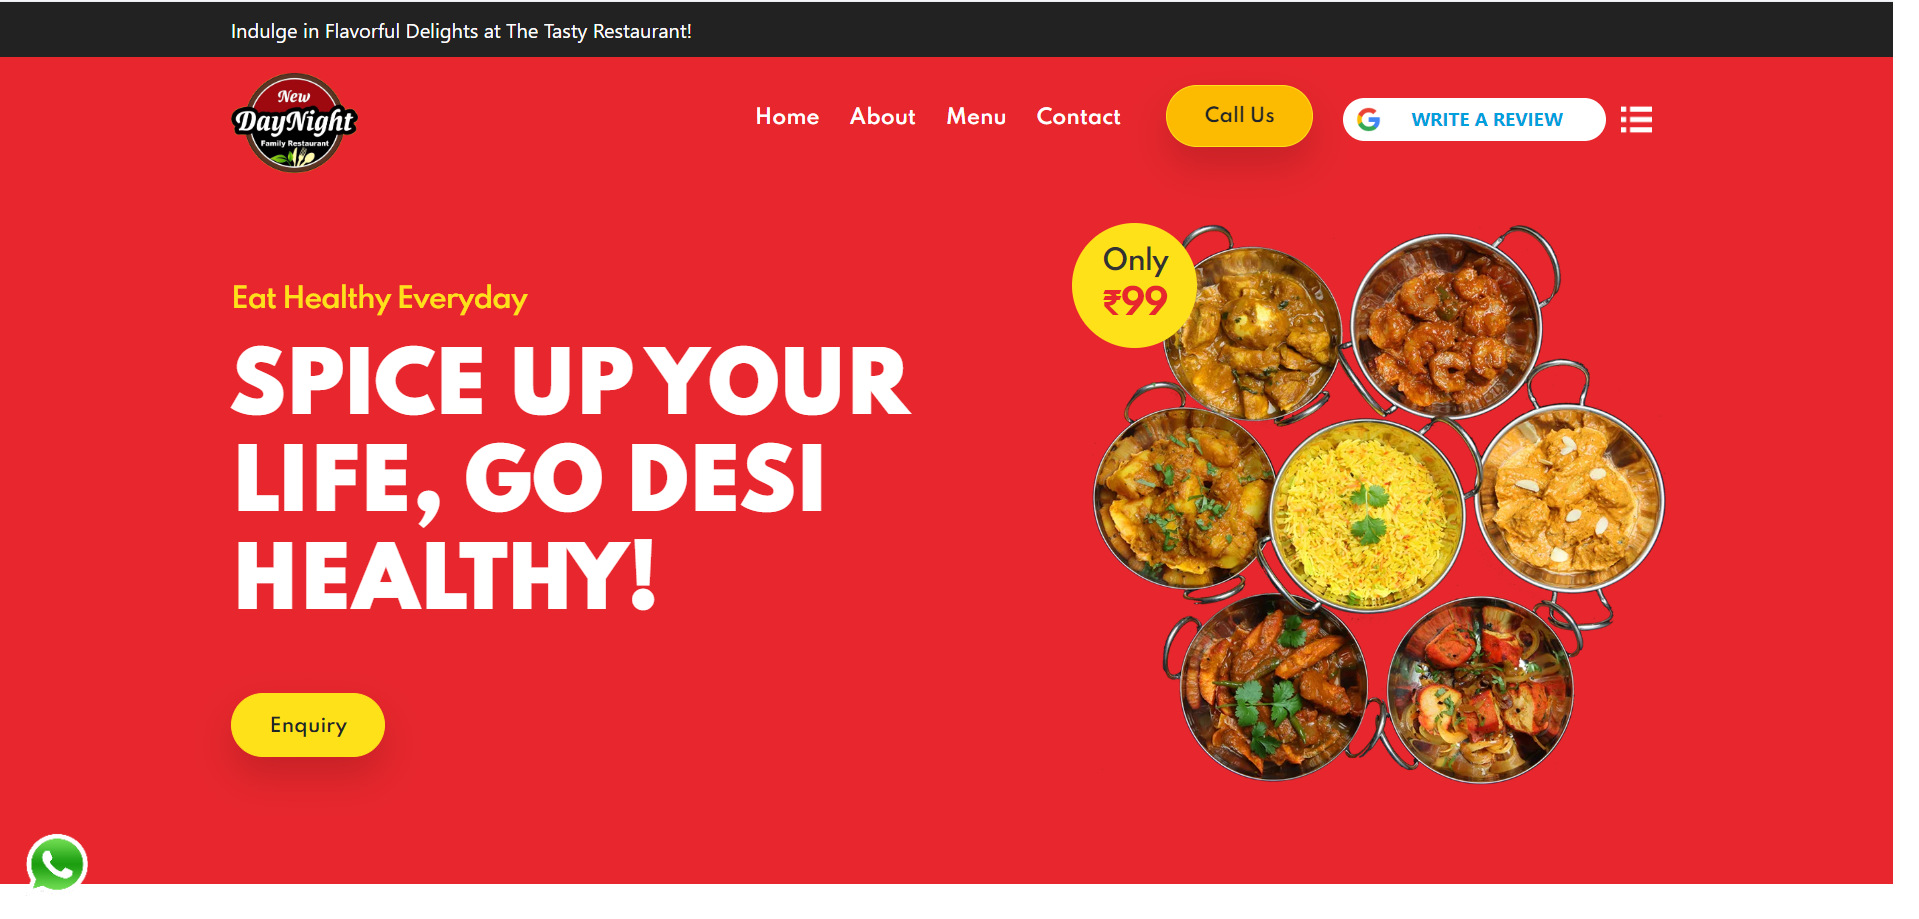 Indulge in Flavorful Delights at The Tasty Restaurant!
New
DayNight
Family Restaurant
Home
About
Menu
Contact
Call Us
WRITE A REVIEW
Only
₹99
Eat Healthy Everyday
SPICE UP YOUR
LIFE, GO DESI
HEALTHY!
Enquiry